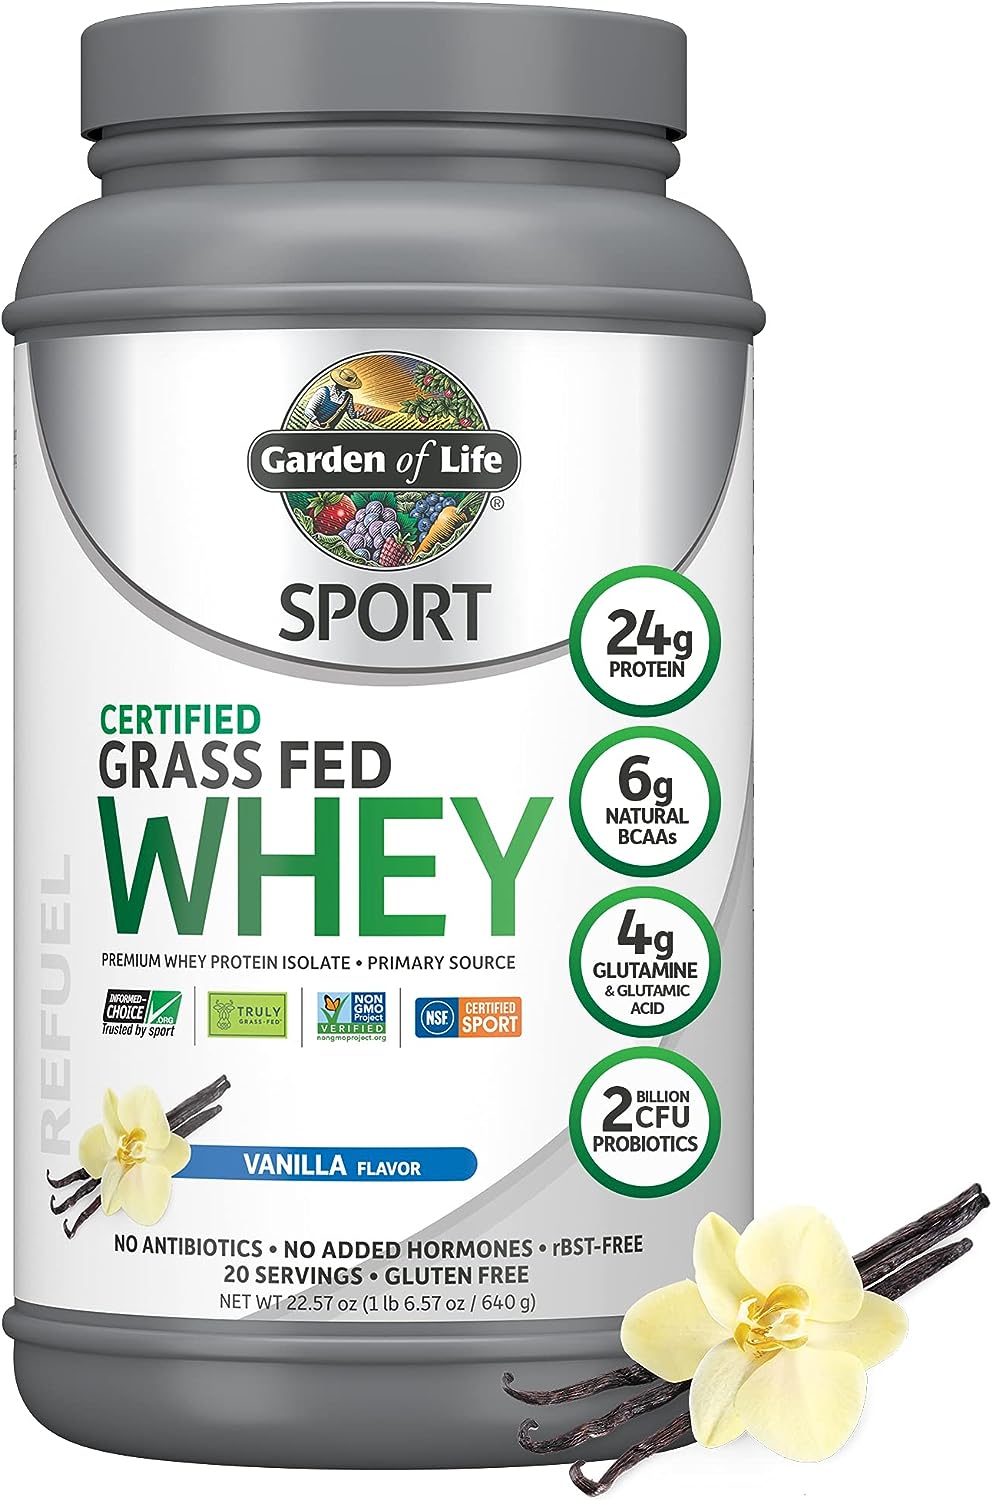 Garden of Life
®
SPORT
24g
PROTEIN
CERTIFIED
GRASS FED
WHEY
6g
NATURAL
BCAAs
PREMIUM WHEY PROTEIN ISOLATE • PRIMARY SOURCE
4g
GLUTAMINE
& GLUTAMIC
ACID
INFORMED-
CHOICE
.ORG
Trusted by sport
TRULY
GRASS-FED
NON
GMO
Project
VERIFIED
nongmoproject.org
NSF
CERTIFIED
SPORT
REFUEL
2 BILLION
CFU
PROBIOTICS
VANILLA FLAVOR
NO ANTIBIOTICS • NO ADDED HORMONES • rBST-FREE
20 SERVINGS • GLUTEN FREE
NET WT 22.57 oz (1 lb 6.57 oz / 640 g)